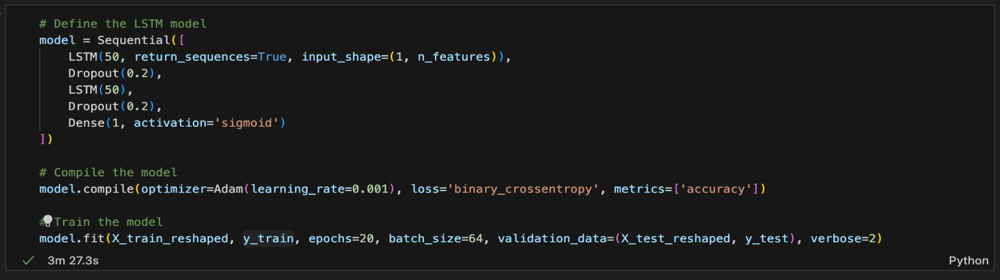 # Define the LSTM model
model = Sequential([
    LSTM(50, return_sequences=True, input_shape=(1, n_features)),
    Dropout(0.2),
    LSTM(50),
    Dropout(0.2),
    Dense(1, activation='sigmoid')
])
# Compile the model
model.compile(optimizer=Adam(learning_rate=0.001), loss='binary_crossentropy', metrics=['accuracy'])
# Train the model
model.fit(X_train_reshaped, y_train, epochs=20, batch_size=64, validation_data=(X_test_reshaped, y_test), verbose=2)
3m 27.3s
Python